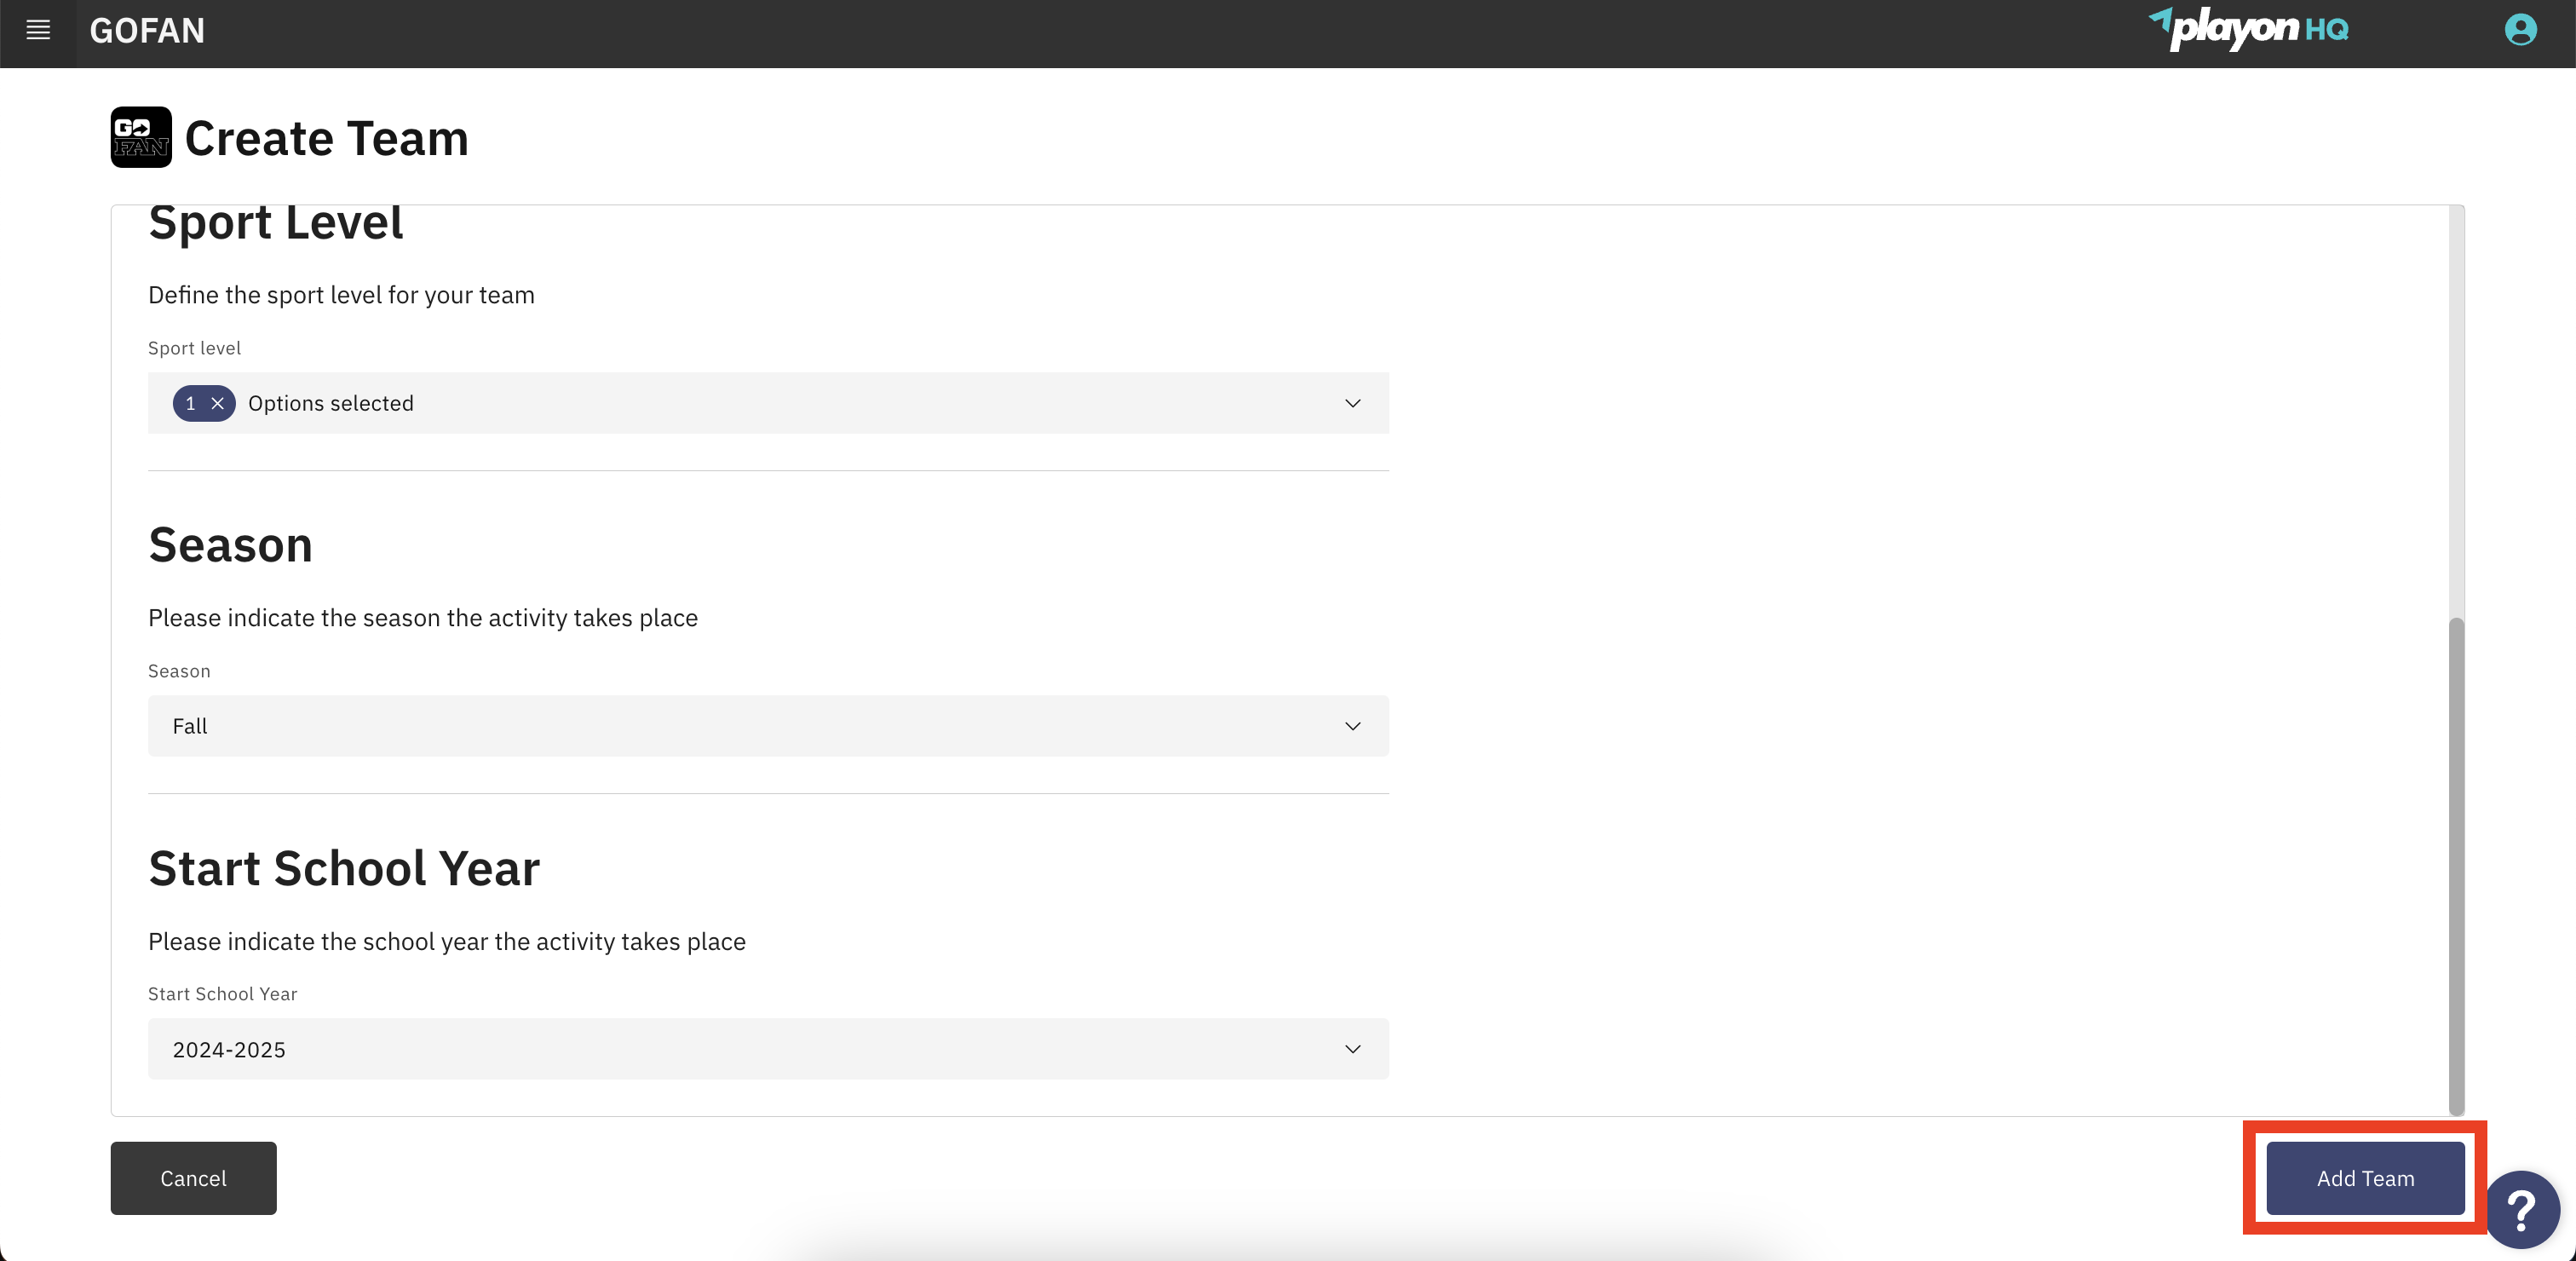 GOFAN
playon HQ
GO
FAN
Create Team
Sport Level
Define the sport level for your team
Sport level
1 Options selected
Season
Please indicate the season the activity takes place
Season
Fall
Start School Year
Please indicate the school year the activity takes place
Start School Year
2024-2025
Cancel
Add Team
?